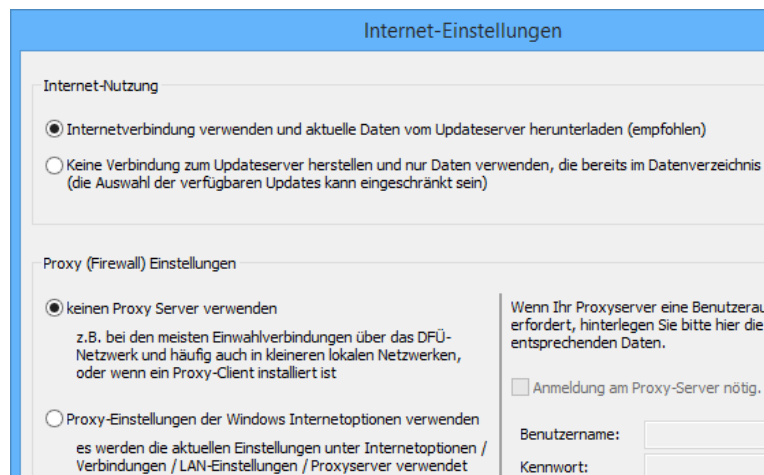 Internet-Einstellungen
Internet-Nutzung
Internetverbindung verwenden und aktuelle Daten vom Updateserver herunterladen (empfohlen)
Keine Verbindung zum Updateserver herstellen und nur Daten verwenden, die bereits im Datenverzeichnis
(die Auswahl der verfügbaren Updates kann eingeschränkt sein)
Proxy (Firewall) Einstellungen
keinen Proxy Server verwenden
z.B. bei den meisten Einwahlverbindungen über das DFÜ-
Netzwerk und häufig auch in kleineren lokalen Netzwerken,
oder wenn ein Proxy-Client installiert ist
Proxy-Einstellungen der Windows Internetoptionen verwenden
es werden die aktuellen Einstellungen unter Internetoptionen /
Verbindungen / LAN-Einstellungen / Proxyserver verwendet
Wenn Ihr Proxyserver eine Benutzerau
erfordert, hinterlegen Sie bitte hier die
entsprechenden Daten.
Anmeldung am Proxy-Server nötig.
Benutzername:
Kennwort: